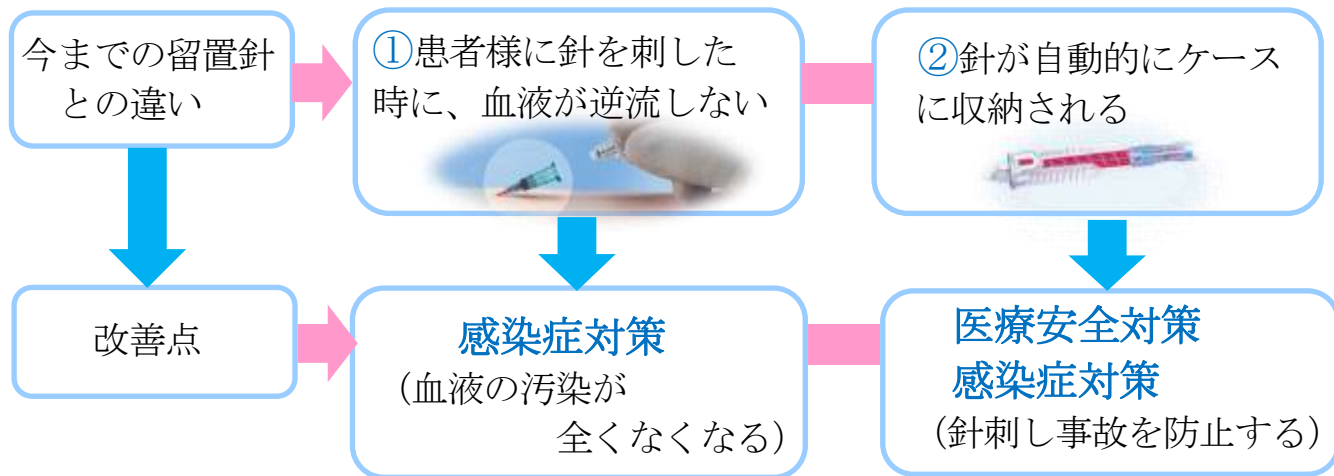 今までの留置針
との違い
①患者様に針を刺した
時に、血液が逆流しない
②針が自動的にケース
に収納される
改善点
感染症対策
（血液の汚染が
全くなくなる）
医療安全対策
感染症対策
（針刺し事故を防止する）